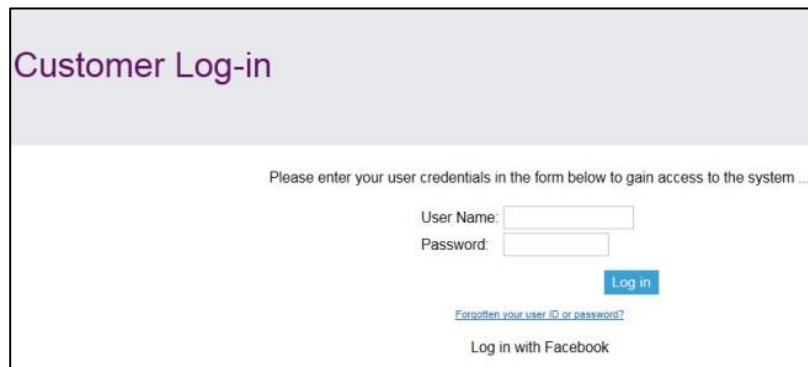 Customer Log-in
Please enter your user credentials in the form below to gain access to the system ...
User Name:
Password:
Log in
Forgotten your user ID or password?
Log in with Facebook